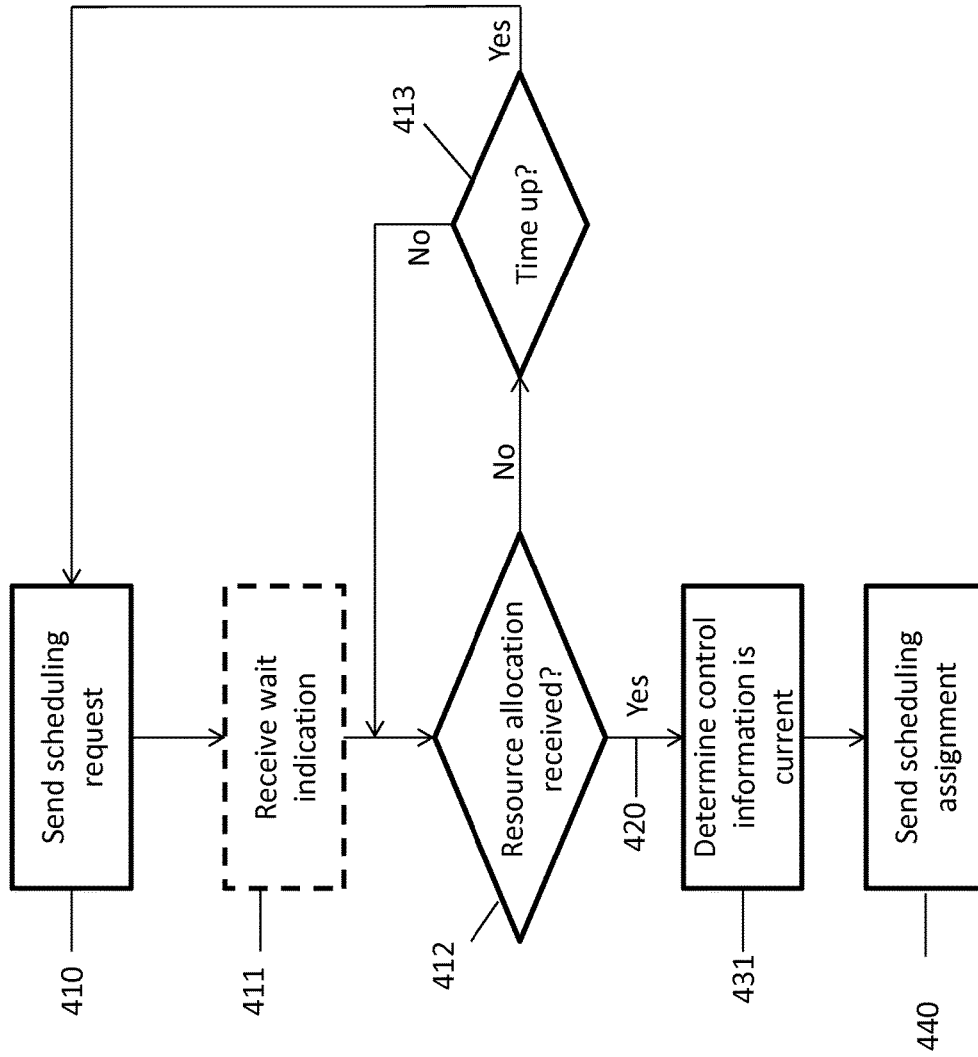 410
Send scheduling
request
411
Receive wait
indication
412
Resource allocation
received?
No
413
Time up?
No
Yes
420
Yes
431
Determine control
information is
current
440
Send scheduling
assignment